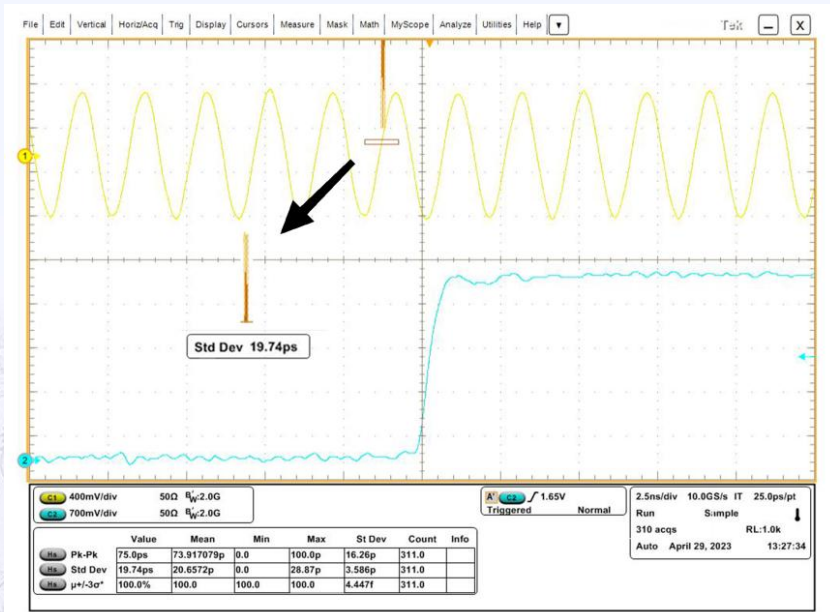 File Edit Vertical Horiz/Acq Trig Display Cursors Measure Mask Math MyScope Analyze Utilities Help Tek X
1
Std Dev 19.74ps
2
C1 400mV/div 50Ω BW:2.0G
C2 700mV/div 50Ω BW:2.0G
A' C2 1.65V
Triggered Normal
2.5ns/div 10.0GS/s IT 25.0ps/pt
Run Sample
310 acqs RL:1.0k
Auto April 29, 2023 13:27:34
Value Mean Min Max St Dev Count Info
Hs Pk-Pk 75.0ps 73.917079p 0.0 100.0p 16.26p 311.0
Hs Std Dev 19.74ps 20.6572p 0.0 28.87p 3.586p 311.0
Hs µ+/-3σ* 100.0% 100.0 100.0 100.0 4.447f 311.0